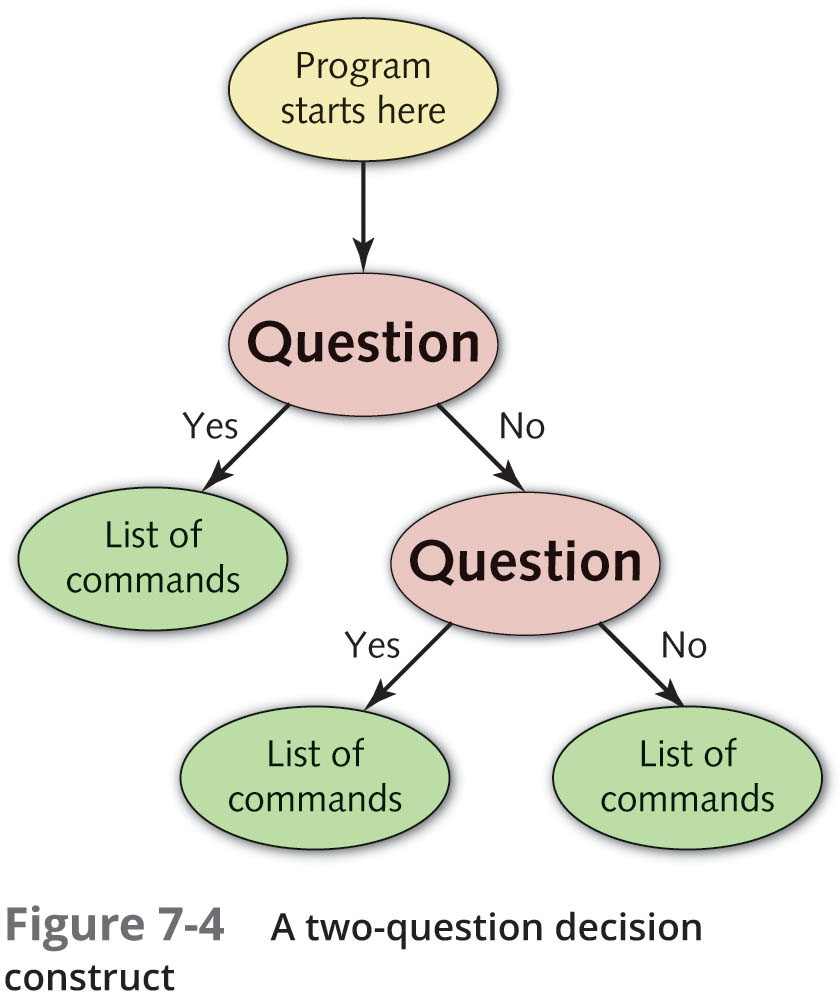 Program
starts here
Question
Yes
No
List of
commands
Question
Yes
No
List of
commands
List of
commands
Figure 7-4 A two-question decision
construct